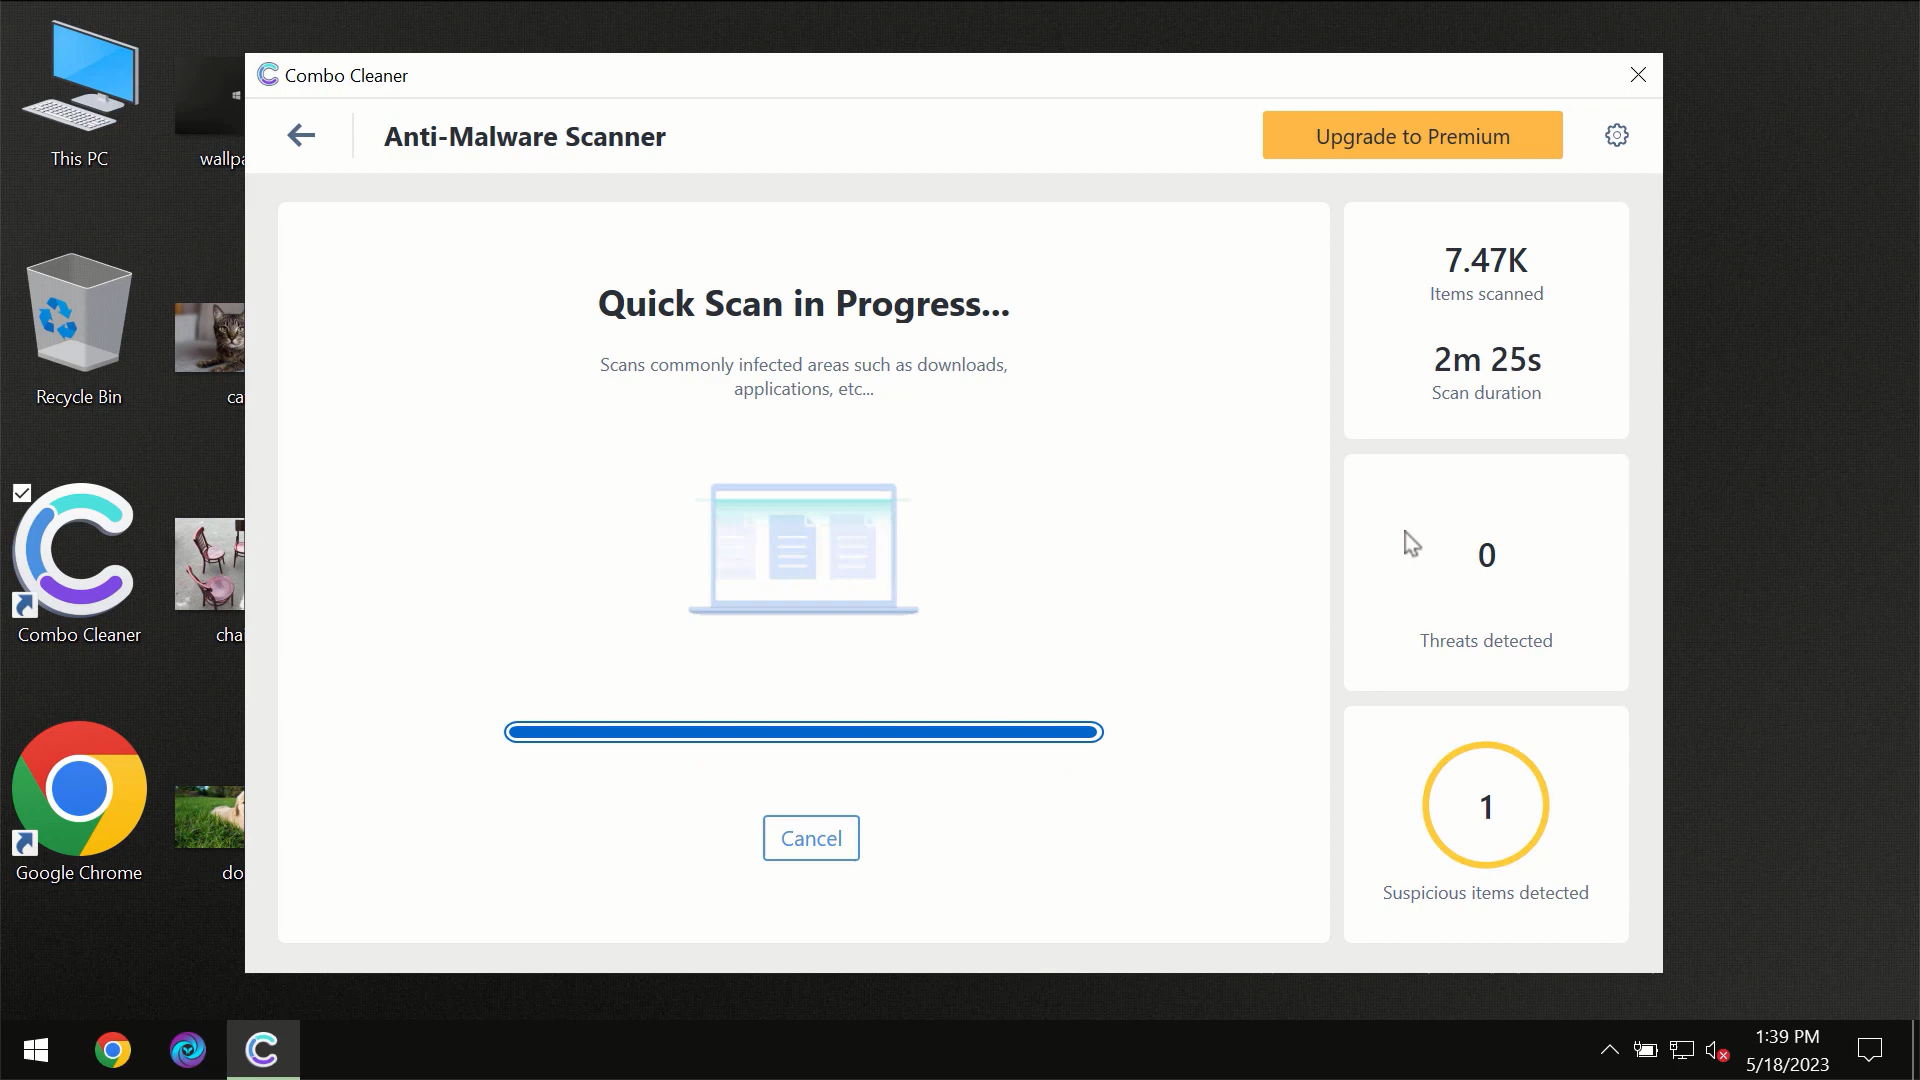 This PC
wallpa
Recycle Bin
ca
Combo Cleaner
chai
Google Chrome
do
Combo Cleaner
Anti-Malware Scanner
Upgrade to Premium
Quick Scan in Progress...
Scans commonly infected areas such as downloads,
applications, etc...
Cancel
7.47K
Items scanned
2m 25s
Scan duration
0
Threats detected
1
Suspicious items detected
1:39 PM
5/18/2023